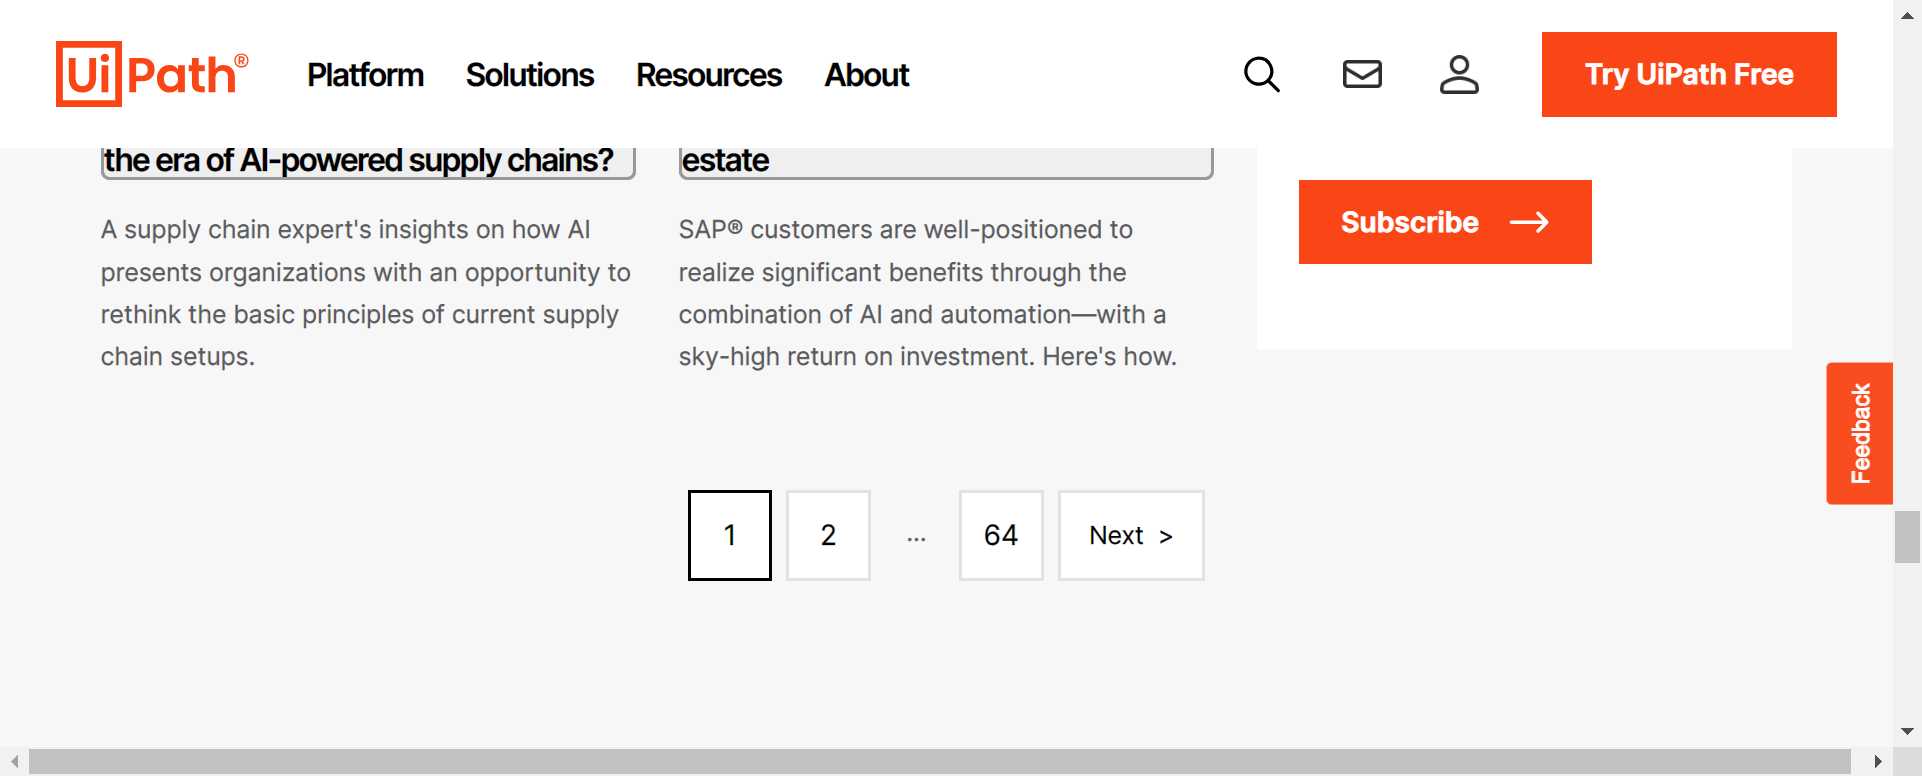 UiPath®
Platform
Solutions
Resources
About
Try UiPath Free
the era of AI-powered supply chains?
A supply chain expert's insights on how AI
presents organizations with an opportunity to
rethink the basic principles of current supply
chain setups.
estate
SAP® customers are well-positioned to
realize significant benefits through the
combination of AI and automation—with a
sky-high return on investment. Here's how.
Subscribe
Feedback
1
2
...
64
Next >